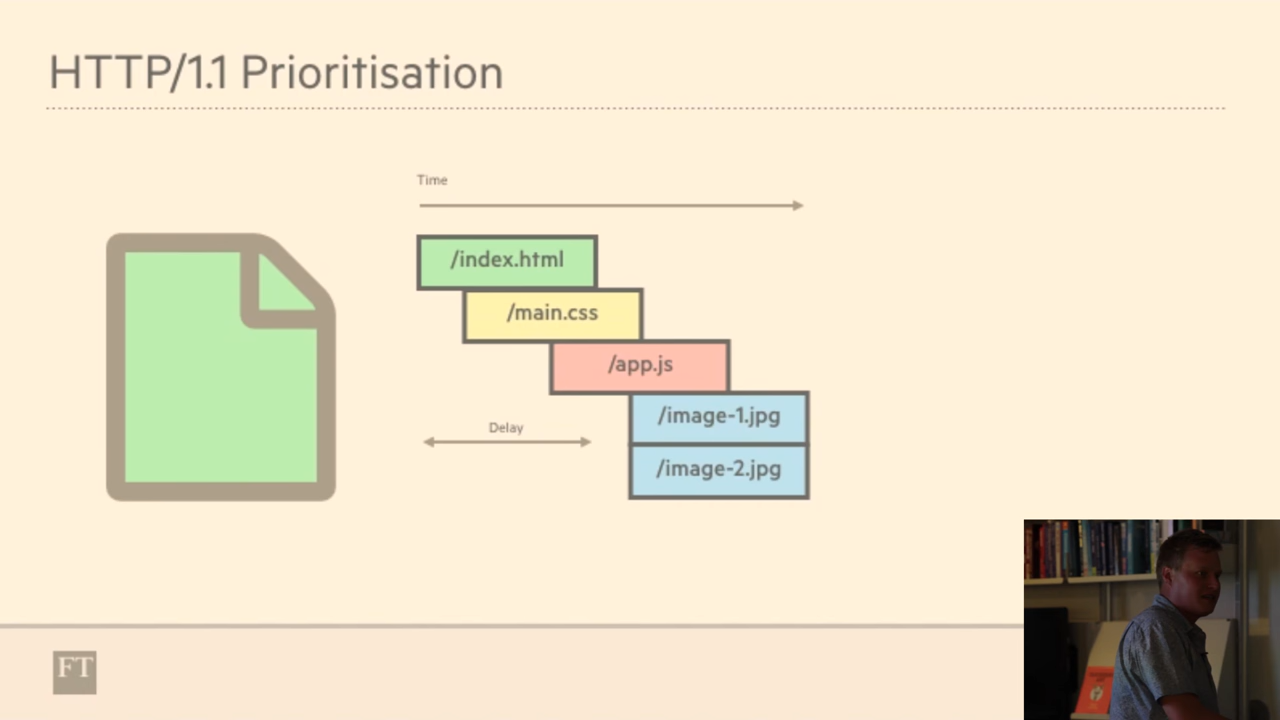 HTTP/1.1 Prioritisation
Time
/index.html
/main.css
/app.js
/image-1.jpg
Delay
/image-2.jpg
FT